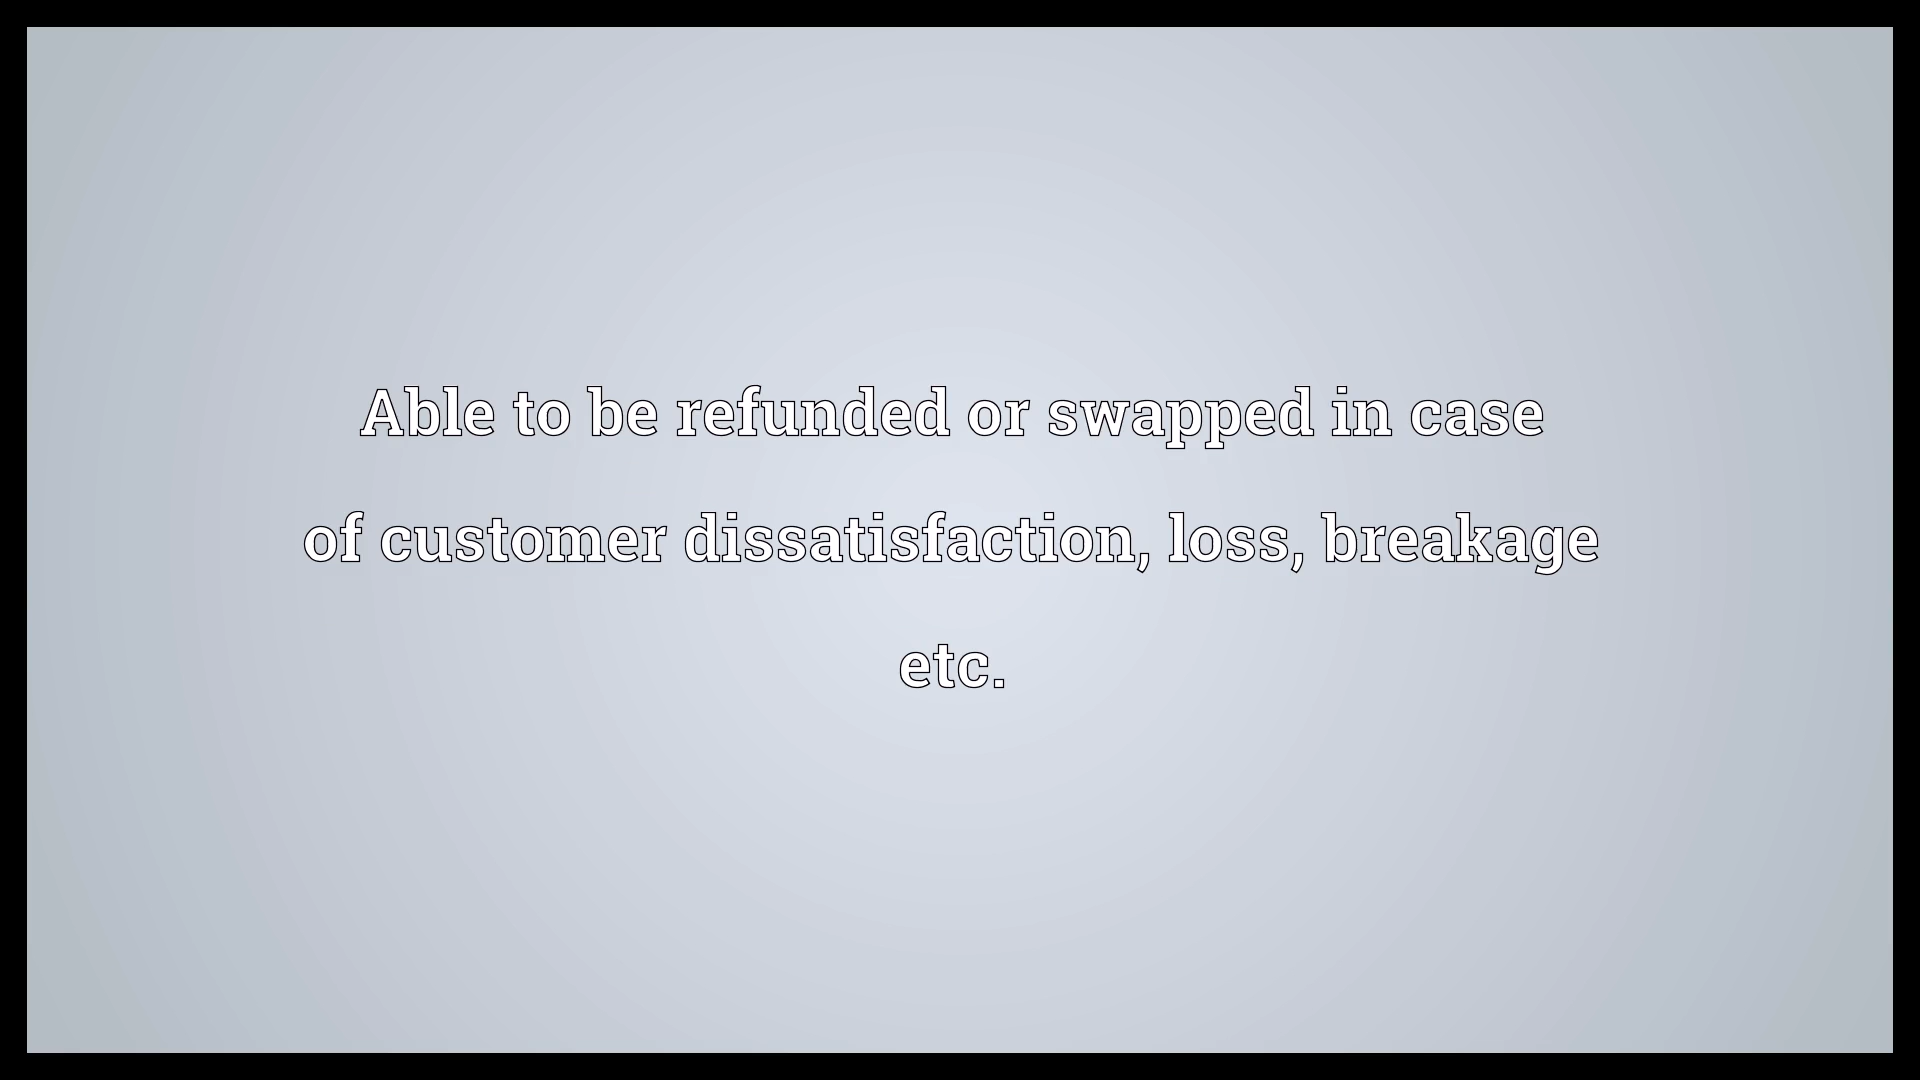 Able to be refunded or swapped in case
of customer dissatisfaction, loss, breakage
etc.